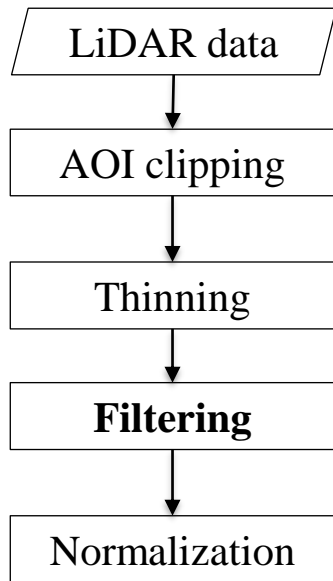 LiDAR data
AOI clipping
Thinning
Filtering
Normalization